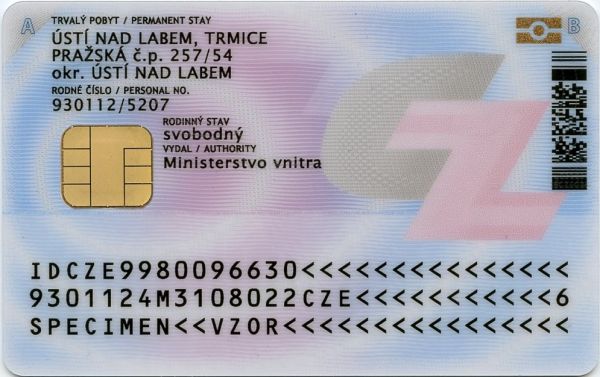 A
B
TRVALÝ POBYT / PERMANENT STAY
ÚSTÍ NAD LABEM, TRMICE
PRAŽSKÁ č.p. 257/54
okr. ÚSTÍ NAD LABEM
RODNÉ ČÍSLO / PERSONAL NO.
930112/5207
RODINNÝ STAV
svobodný
VYDAL / AUTHORITY
Ministerstvo vnitra
CZ
IDCZE9980096630<<<<<<<<<<<<<<<
9301124M3108022CZE<<<<<<<<<<<6
SPECIMEN<<VZOR<<<<<<<<<<<<<<<<